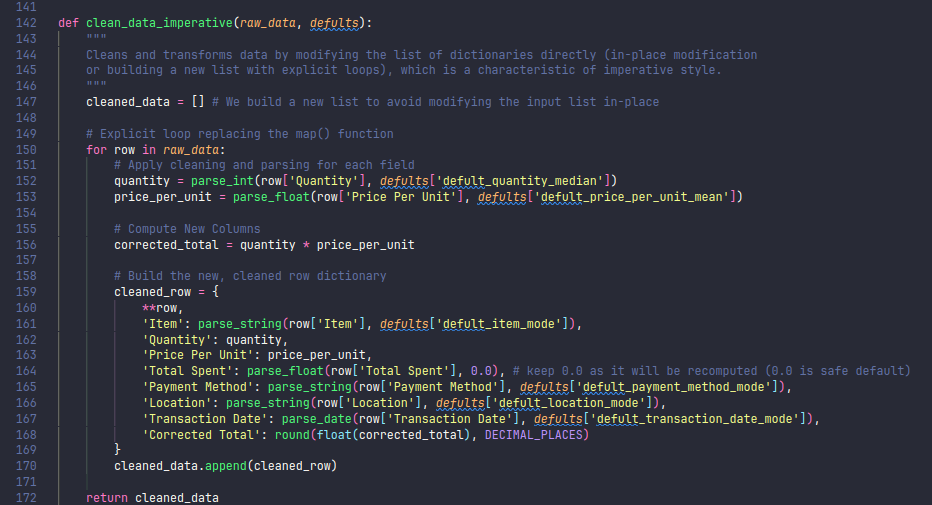 141
142 def clean_data_imperative(raw_data, defults):
143     """
144     Cleans and transforms data by modifying the list of dictionaries directly (in-place modification
145     or building a new list with explicit loops), which is a characteristic of imperative style.
146     """
147     cleaned_data = [] # We build a new list to avoid modifying the input list in-place
148
149     # Explicit loop replacing the map() function
150     for row in raw_data:
151         # Apply cleaning and parsing for each field
152         quantity = parse_int(row['Quantity'], defults['defult_quantity_median'])
153         price_per_unit = parse_float(row['Price Per Unit'], defults['defult_price_per_unit_mean'])
154
155         # Compute New Columns
156         corrected_total = quantity * price_per_unit
157
158         # Build the new, cleaned row dictionary
159         cleaned_row = {
160             **row,
161             'Item': parse_string(row['Item'], defults['defult_item_mode']),
162             'Quantity': quantity,
163             'Price Per Unit': price_per_unit,
164             'Total Spent': parse_float(row['Total Spent'], 0.0), # keep 0.0 as it will be recomputed (0.0 is safe default)
165             'Payment Method': parse_string(row['Payment Method'], defults['defult_payment_method_mode']),
166             'Location': parse_string(row['Location'], defults['defult_location_mode']),
167             'Transaction Date': parse_date(row['Transaction Date'], defults['defult_transaction_date_mode']),
168             'Corrected Total': round(float(corrected_total), DECIMAL_PLACES)
169         }
170         cleaned_data.append(cleaned_row)
171
172     return cleaned_data